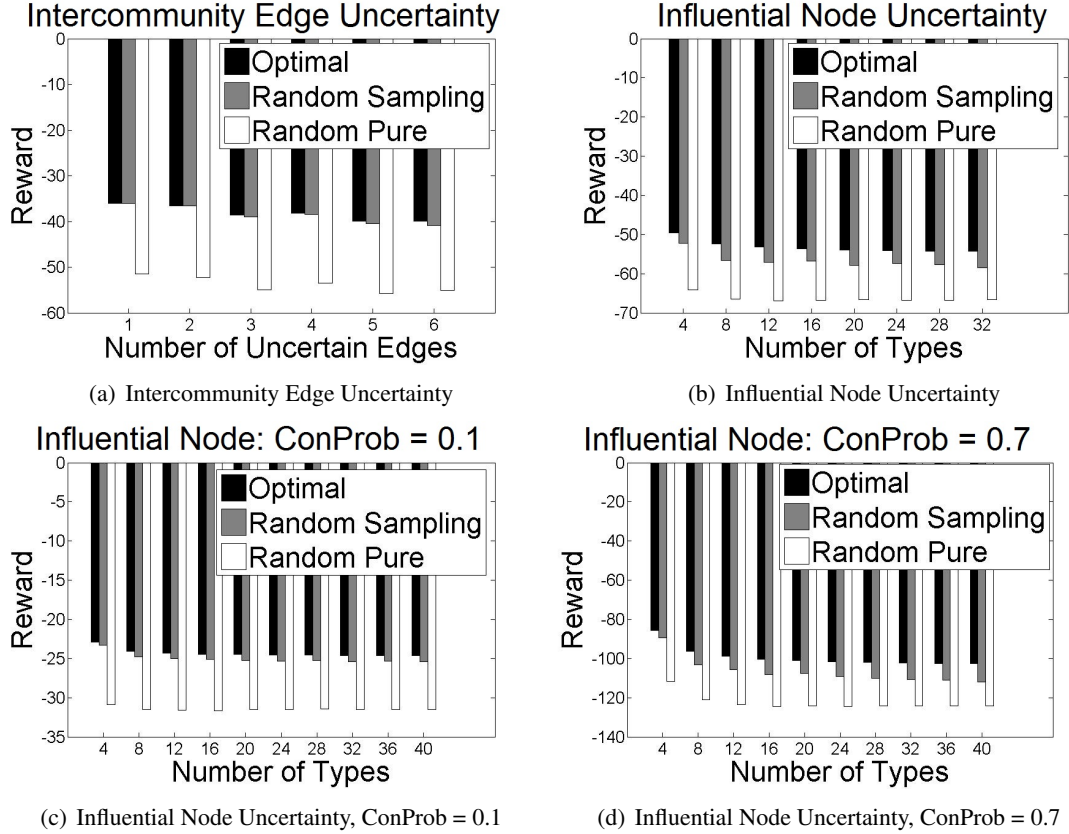 Intercommunity Edge Uncertainty
0
-10
-20
-30
-40
-50
-60
Reward
Optimal
Random Sampling
Random Pure
1 2 3 4 5 6
Number of Uncertain Edges
(a) Intercommunity Edge Uncertainty
Influential Node Uncertainty
0
-10
-20
-30
-40
-50
-60
-70
Reward
Optimal
Random Sampling
Random Pure
4 8 12 16 20 24 28 32
Number of Types
(b) Influential Node Uncertainty
Influential Node: ConProb = 0.1
0
-5
-10
-15
-20
-25
-30
-35
Reward
Optimal
Random Sampling
Random Pure
4 8 12 16 20 24 28 32 36 40
Number of Types
(c) Influential Node Uncertainty, ConProb = 0.1
Influential Node: ConProb = 0.7
0
-20
-40
-60
-80
-100
-120
-140
Reward
Optimal
Random Sampling
Random Pure
4 8 12 16 20 24 28 32 36 40
Number of Types
(d) Influential Node Uncertainty, ConProb = 0.7